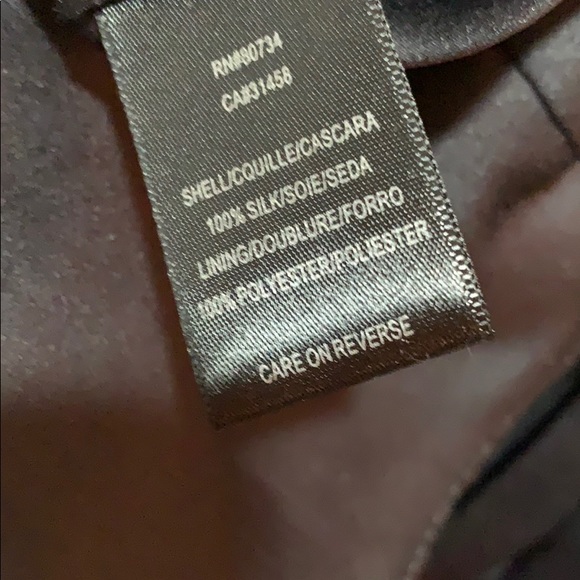 RN#80734
CA#31458
SHELL/CQUILLE/CASCARA
100% SILK/SOIE/SEDA
LINING/DOUBLURE/FORRO
100% POLYESTER/POLIESTER
CARE ON REVERSE